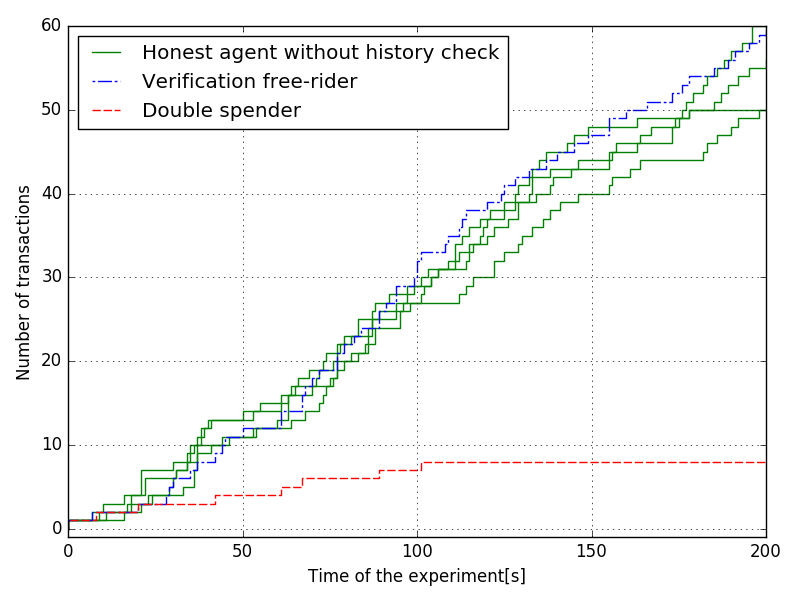 Honest agent without history check
Verification free-rider
Double spender
Number of transactions
60
50
40
30
20
10
0
0 50 100 150 200
Time of the experiment[s]